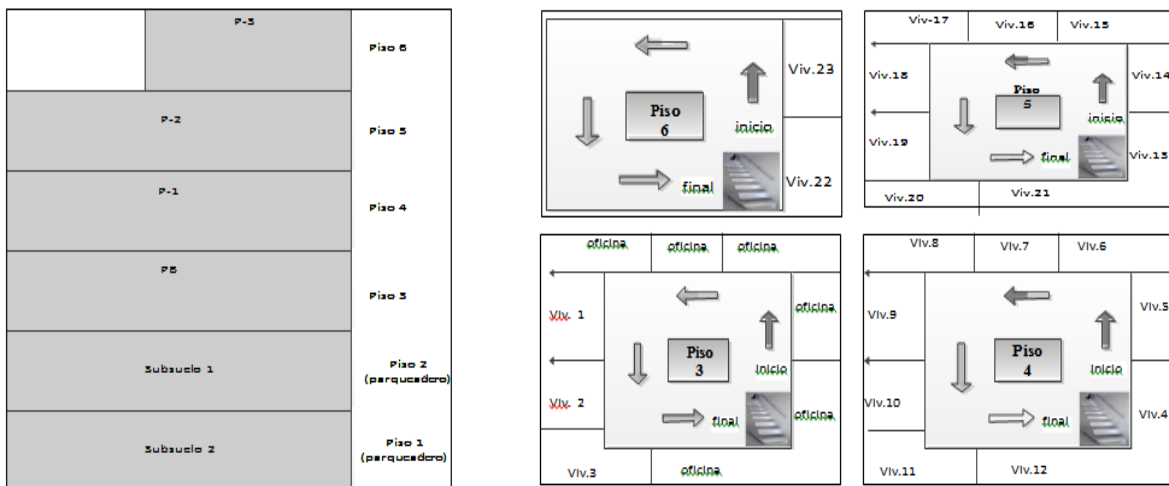 P-3
Piso 6
P-2
Piso 5
P-1
Piso 4
PB
Piso 3
Subsuelo 1
Piso 2
(parqueadero)
Subsuelo 2
Piso 1
(parqueadero)
Viv.23
Piso
6
inicio
final
Viv.22
Viv-17
Viv.16
Viv.15
Viv.18
Viv.14
Piso
5
inicio
Viv.19
final
Viv.13
Viv.20
Viv.21
oficina
oficina
oficina
Viv. 1
oficina
Piso
3
inicio
Viv. 2
final
oficina
Viv.3
oficina
Viv.8
Viv.7
Viv.6
Viv.9
Viv.5
Piso
4
inicio
Viv.10
final
Viv.4
Viv.11
Viv.12